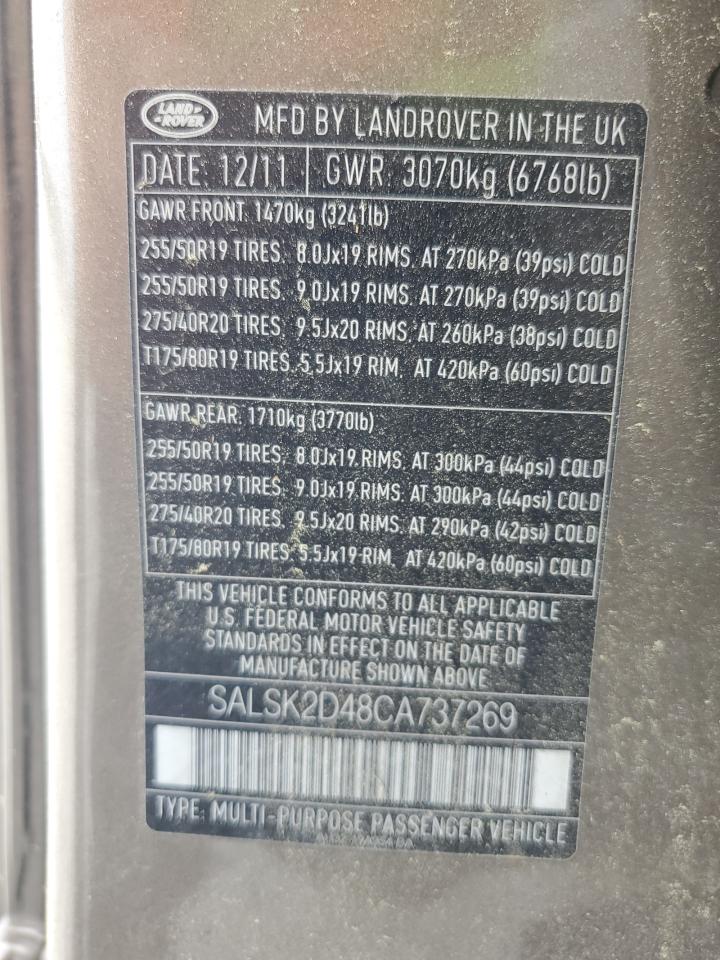 LAND-
-ROVER
MFD BY LANDROVER IN THE UK
DATE: 12/11 GWR: 3070kg (6768lb)
GAWR FRONT. 1470kg (3241lb)
255/50R19 TIRES, 8.0Jx19 RIMS, AT 270kPa (39psi) COLD
255/50R19 TIRES, 9.0Jx19 RIMS, AT 270kPa (39psi) COLD
275/40R20 TIRES, 9.5Jx20 RIMS, AT 260kPa (38psi) COLD
T175/80R19 TIRES, 5.5Jx19 RIM, AT 420kPa (60psi) COLD
GAWR REAR. 1710kg (3770lb)
255/50R19 TIRES, 8.0Jx19 RIMS, AT 300kPa (44psi) COLD
255/50R19 TIRES, 9.0Jx19 RIMS, AT 300kPa (44psi) COLD
275/40R20 TIRES, 9.5Jx20 RIMS, AT 290kPa (42psi) COLD
T175/80R19 TIRES, 5.5Jx19 RIM, AT 420kPa (60psi) COLD
THIS VEHICLE CONFORMS TO ALL APPLICABLE
U.S. FEDERAL MOTOR VEHICLE SAFETY
STANDARDS IN EFFECT ON THE DATE OF
MANUFACTURE SHOWN ABOVE
SALSK2D48CA737269
TYPE: MULTI-PURPOSE PASSENGER VEHICLE